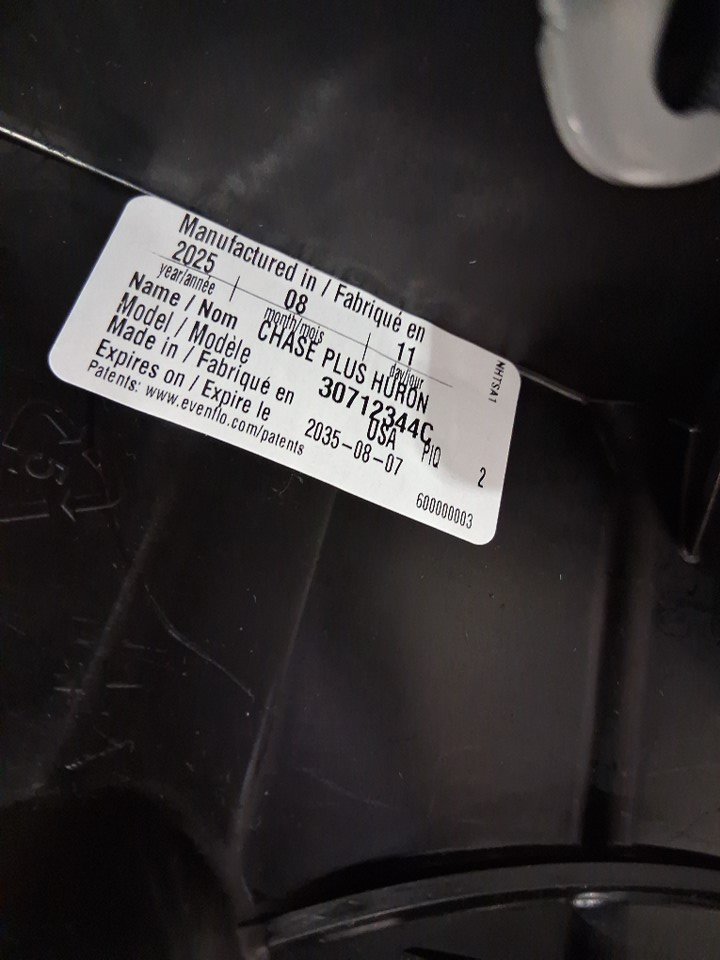 Manufactured in / Fabriqué en
2025 | 08 | 11
year/année month/mois day/jour
Name / Nom CHASE PLUS HURON
Model / Modèle 30712344C
Made in / Fabriqué en USA PIQ
Expires on / Expire le 2035-08-07 2
Patents: www.evenflo.com/patents
600000003
NHTSA1
5